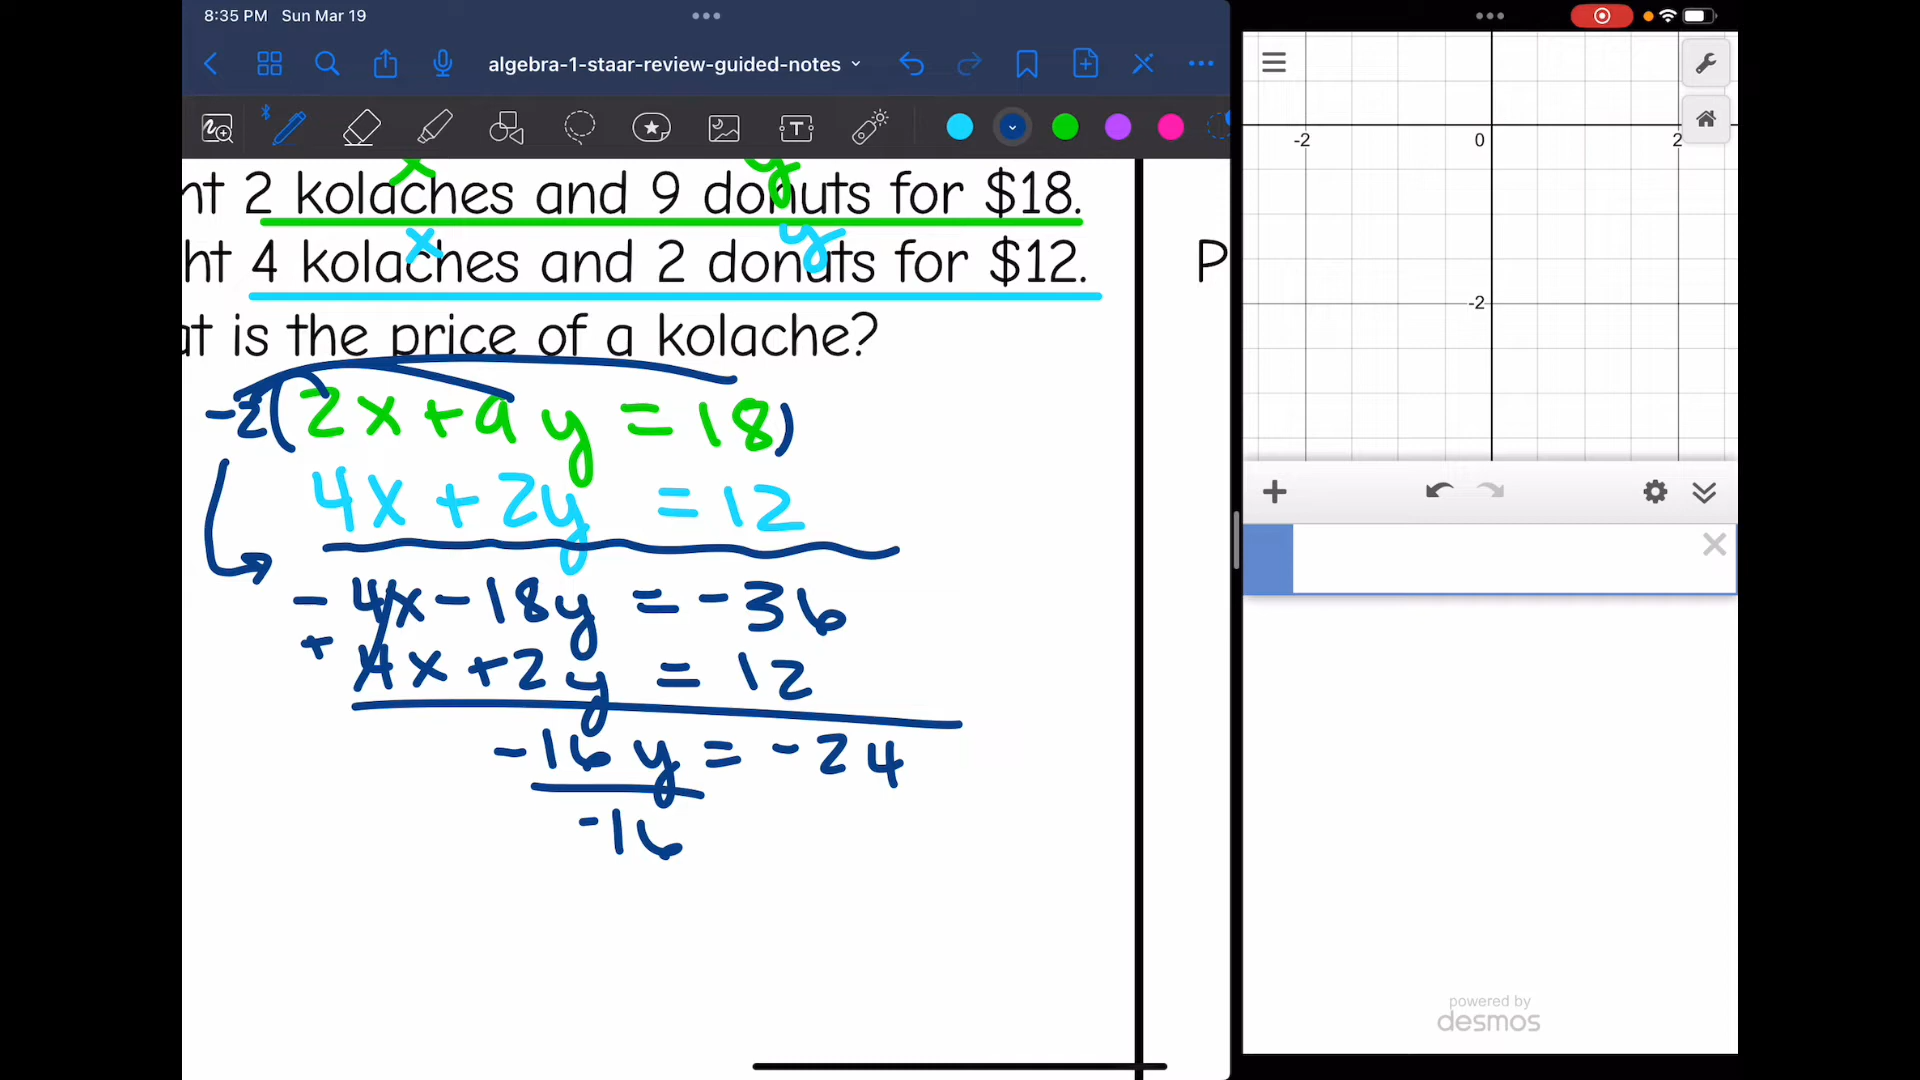 8:35 PM Sun Mar 19
algebra-1-staar-review-guided-notes
T
x y
nt 2 kolaches and 9 donuts for $18.
x y
ht 4 kolaches and 2 donuts for $12.
at is the price of a kolache?
-2(2x+9y=18)
4x+2y=12
-4x-18y=-36
+ 4x+2y=12
-16y=-24
-16
P
-2 0 2
-2
powered by
desmos